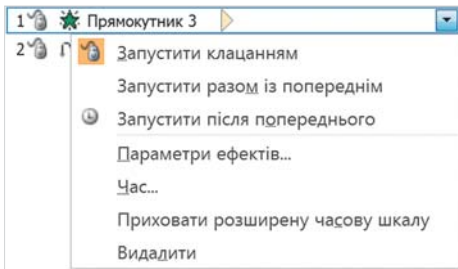 1 Прямокутник 3
2
Запустити клацанням
Запустити разом із попереднім
Запустити після попереднього
Параметри ефектів...
Час...
Приховати розширену часову шкалу
Видалити